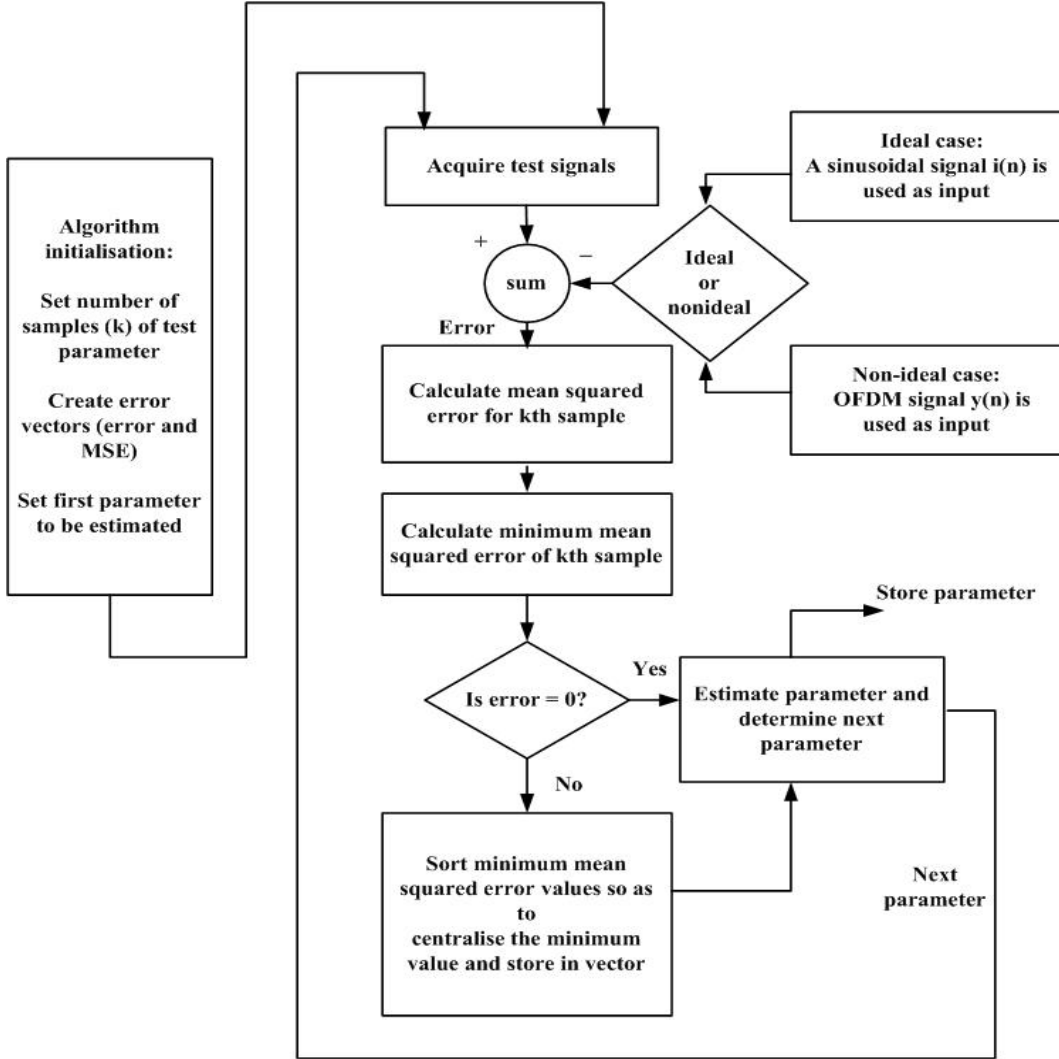 Algorithm
initialisation:
Set number of
samples (k) of test
parameter
Create error
vectors (error and
MSE)
Set first parameter
to be estimated
Acquire test signals
+
−
sum
Error
Ideal
or
nonideal
Ideal case:
A sinusoidal signal i(n) is
used as input
Non-ideal case:
OFDM signal y(n) is
used as input
Calculate mean squared
error for kth sample
Calculate minimum mean
squared error of kth sample
Is error = 0?
Yes
No
Store parameter
Estimate parameter and
determine next
parameter
Sort minimum mean
squared error values so as
to
centralise the minimum
value and store in vector
Next
parameter